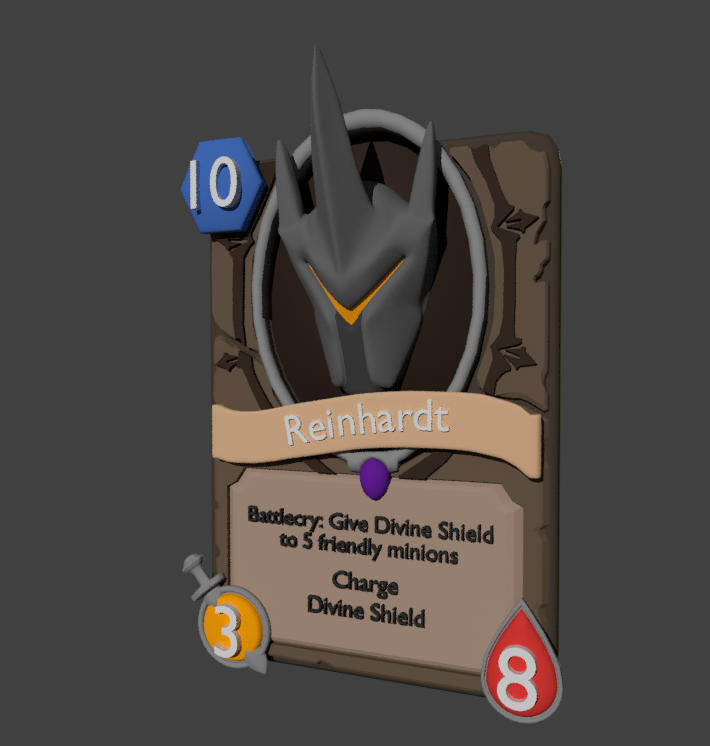 10
Reinhardt
Battlecry: Give Divine Shield
to 5 friendly minions
Charge
Divine Shield
3
8